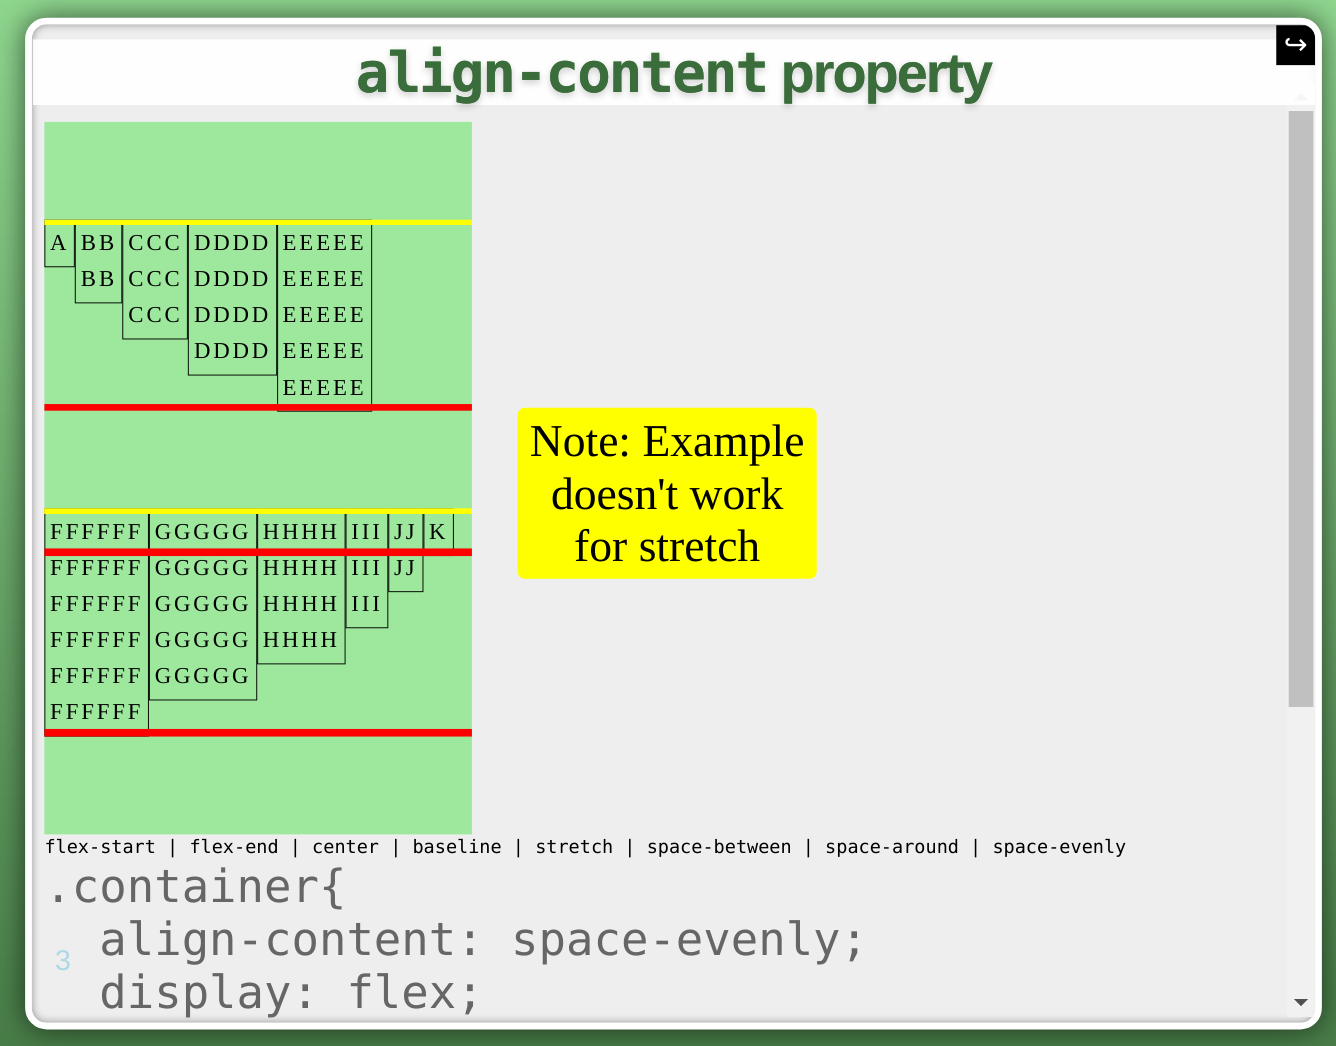 align-content property
↪
A BB CCC DDDD EEEEE
BB CCC DDDD EEEEE
CCC DDDD EEEEE
DDDD EEEEE
EEEEE
Note: Example
doesn't work
for stretch
FFFFFF GGGGG HHHH III JJ K
FFFFFF GGGGG HHHH III JJ
FFFFFF GGGGG HHHH III
FFFFFF GGGGG HHHH
FFFFFF GGGGG
FFFFFF
flex-start | flex-end | center | baseline | stretch | space-between | space-around | space-evenly
.container{
  align-content: space-evenly;
3
  display: flex;